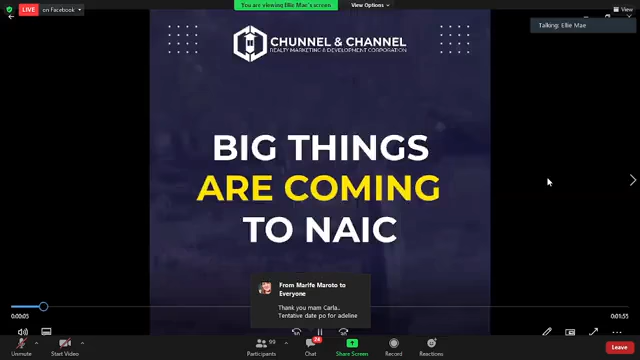 LIVE on Facebook
You are viewing Ellie Mae's screen
View Options
View
Talking: Ellie Mae
CHUNNEL & CHANNEL
REALTY MARKETING & DEVELOPMENT CORPORATION
BIG THINGS
ARE COMING
TO NAIC
From Marife Maroto to
Everyone
Thank you mam Carla..
Tentative date po for adeline
0:00:05
0:01:55
10
30
Unmute
Start Video
99
Participants
28
Chat
Share Screen
Record
Reactions
Leave